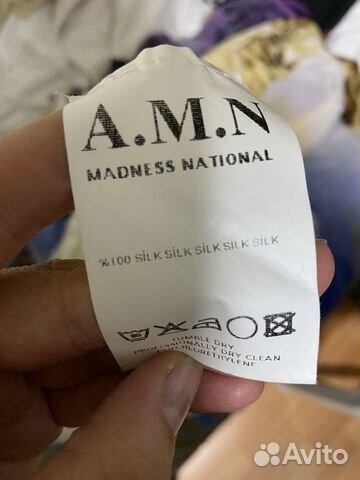 A.M.N
MADNESS NATIONAL
%100 SİLK SİLK SİLK SİLK SİLK
TUMBLE DRY
PROFESSIONALLY DRY CLEAN
PERCHLORETHYLENE
Avito